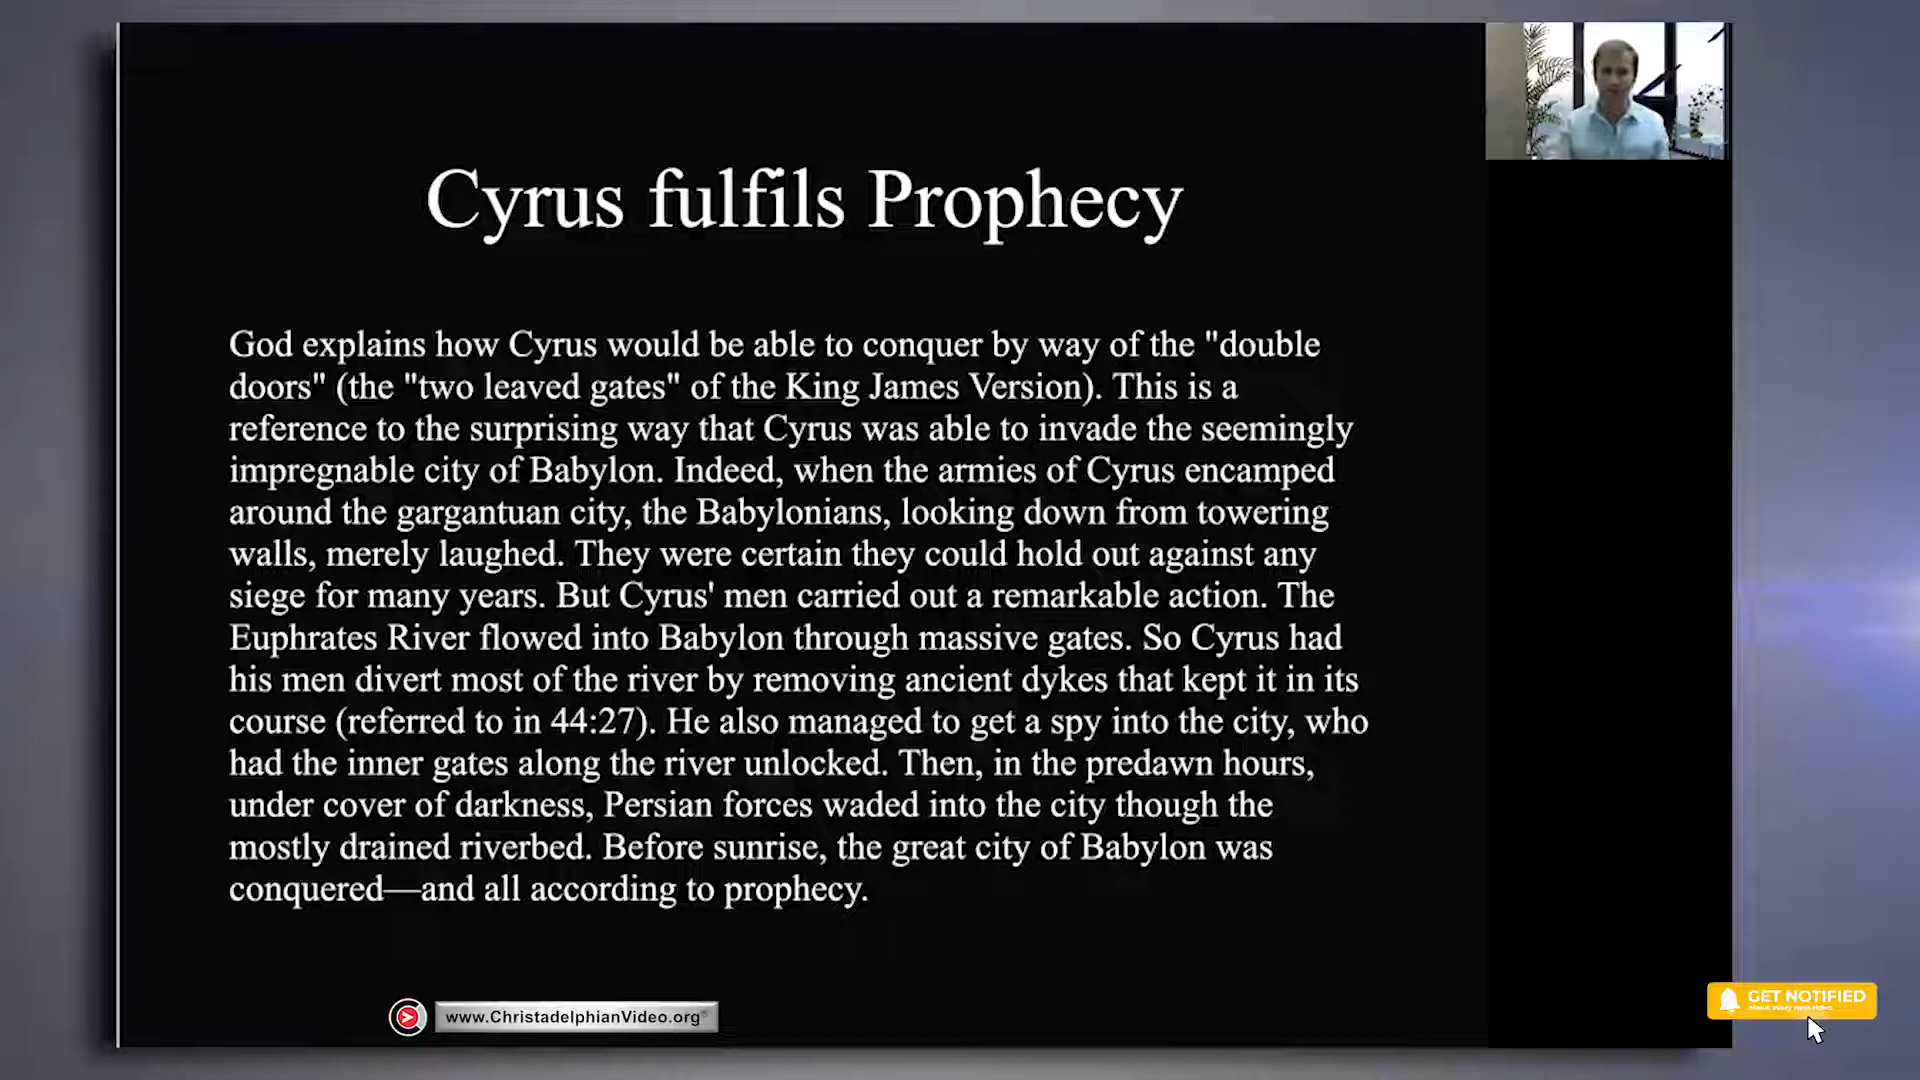 Cyrus fulfils Prophecy
God explains how Cyrus would be able to conquer by way of the "double
doors" (the "two leaved gates" of the King James Version). This is a
reference to the surprising way that Cyrus was able to invade the seemingly
impregnable city of Babylon. Indeed, when the armies of Cyrus encamped
around the gargantuan city, the Babylonians, looking down from towering
walls, merely laughed. They were certain they could hold out against any
siege for many years. But Cyrus' men carried out a remarkable action. The
Euphrates River flowed into Babylon through massive gates. So Cyrus had
his men divert most of the river by removing ancient dykes that kept it in its
course (referred to in 44:27). He also managed to get a spy into the city, who
had the inner gates along the river unlocked. Then, in the predawn hours,
under cover of darkness, Persian forces waded into the city though the
mostly drained riverbed. Before sunrise, the great city of Babylon was
conquered—and all according to prophecy.
www.ChristadelphianVideo.org®
GET NOTIFIED
about every new video